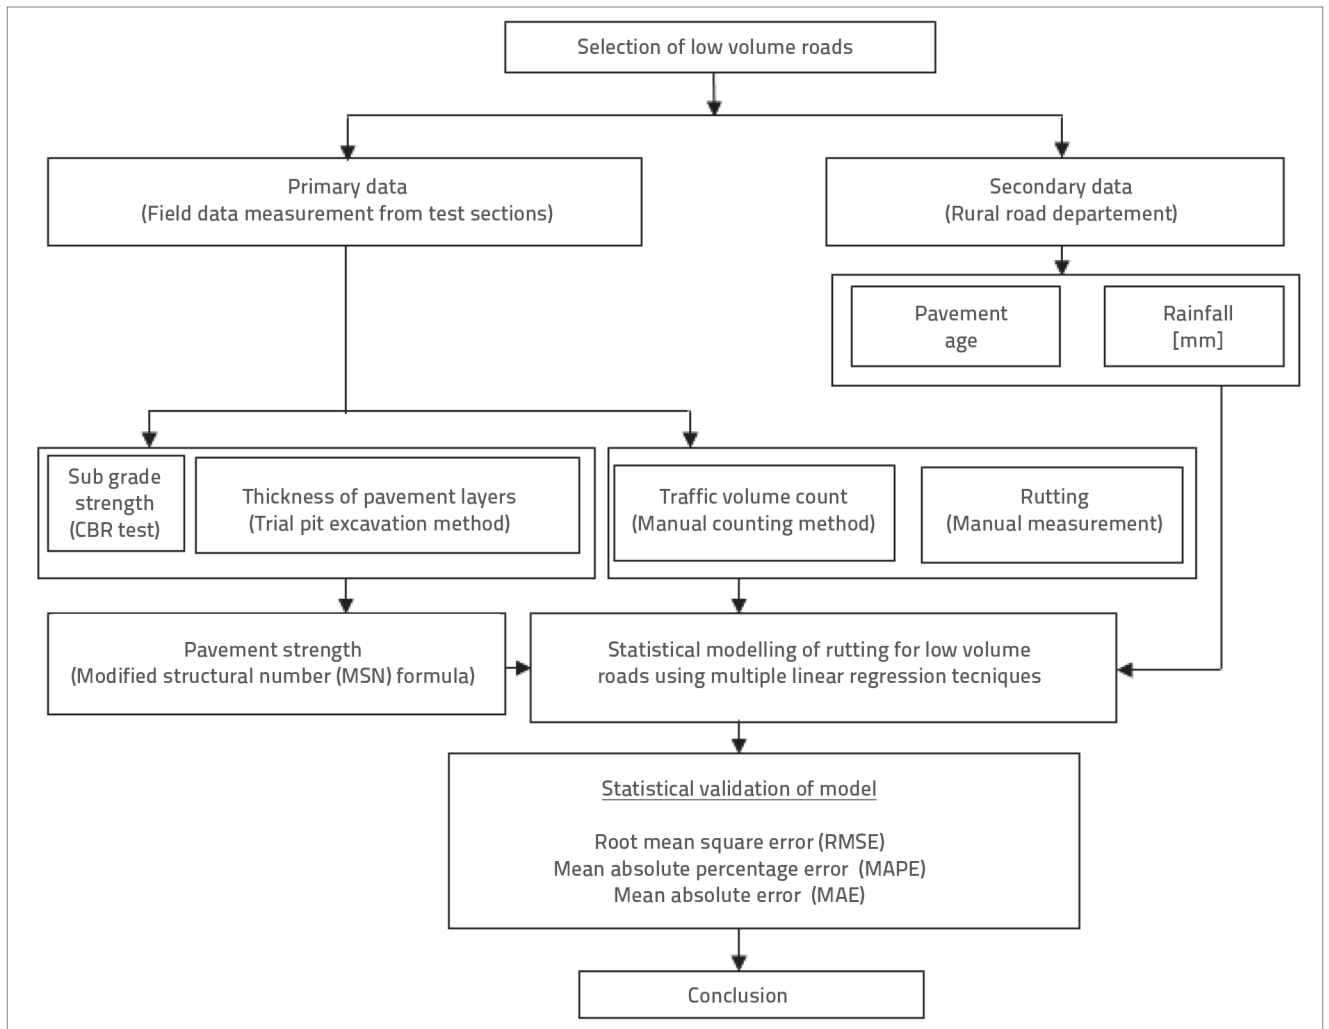 Selection of low volume roads
Primary data
(Field data measurement from test sections)
Secondary data
(Rural road departement)
Pavement
age
Rainfall
[mm]
Sub grade
strength
(CBR test)
Thickness of pavement layers
(Trial pit excavation method)
Traffic volume count
(Manual counting method)
Rutting
(Manual measurement)
Pavement strength
(Modified structural number (MSN) formula)
Statistical modelling of rutting for low volume
roads using multiple linear regression tecniques
Statistical validation of model
Root mean square error (RMSE)
Mean absolute percentage error (MAPE)
Mean absolute error (MAE)
Conclusion